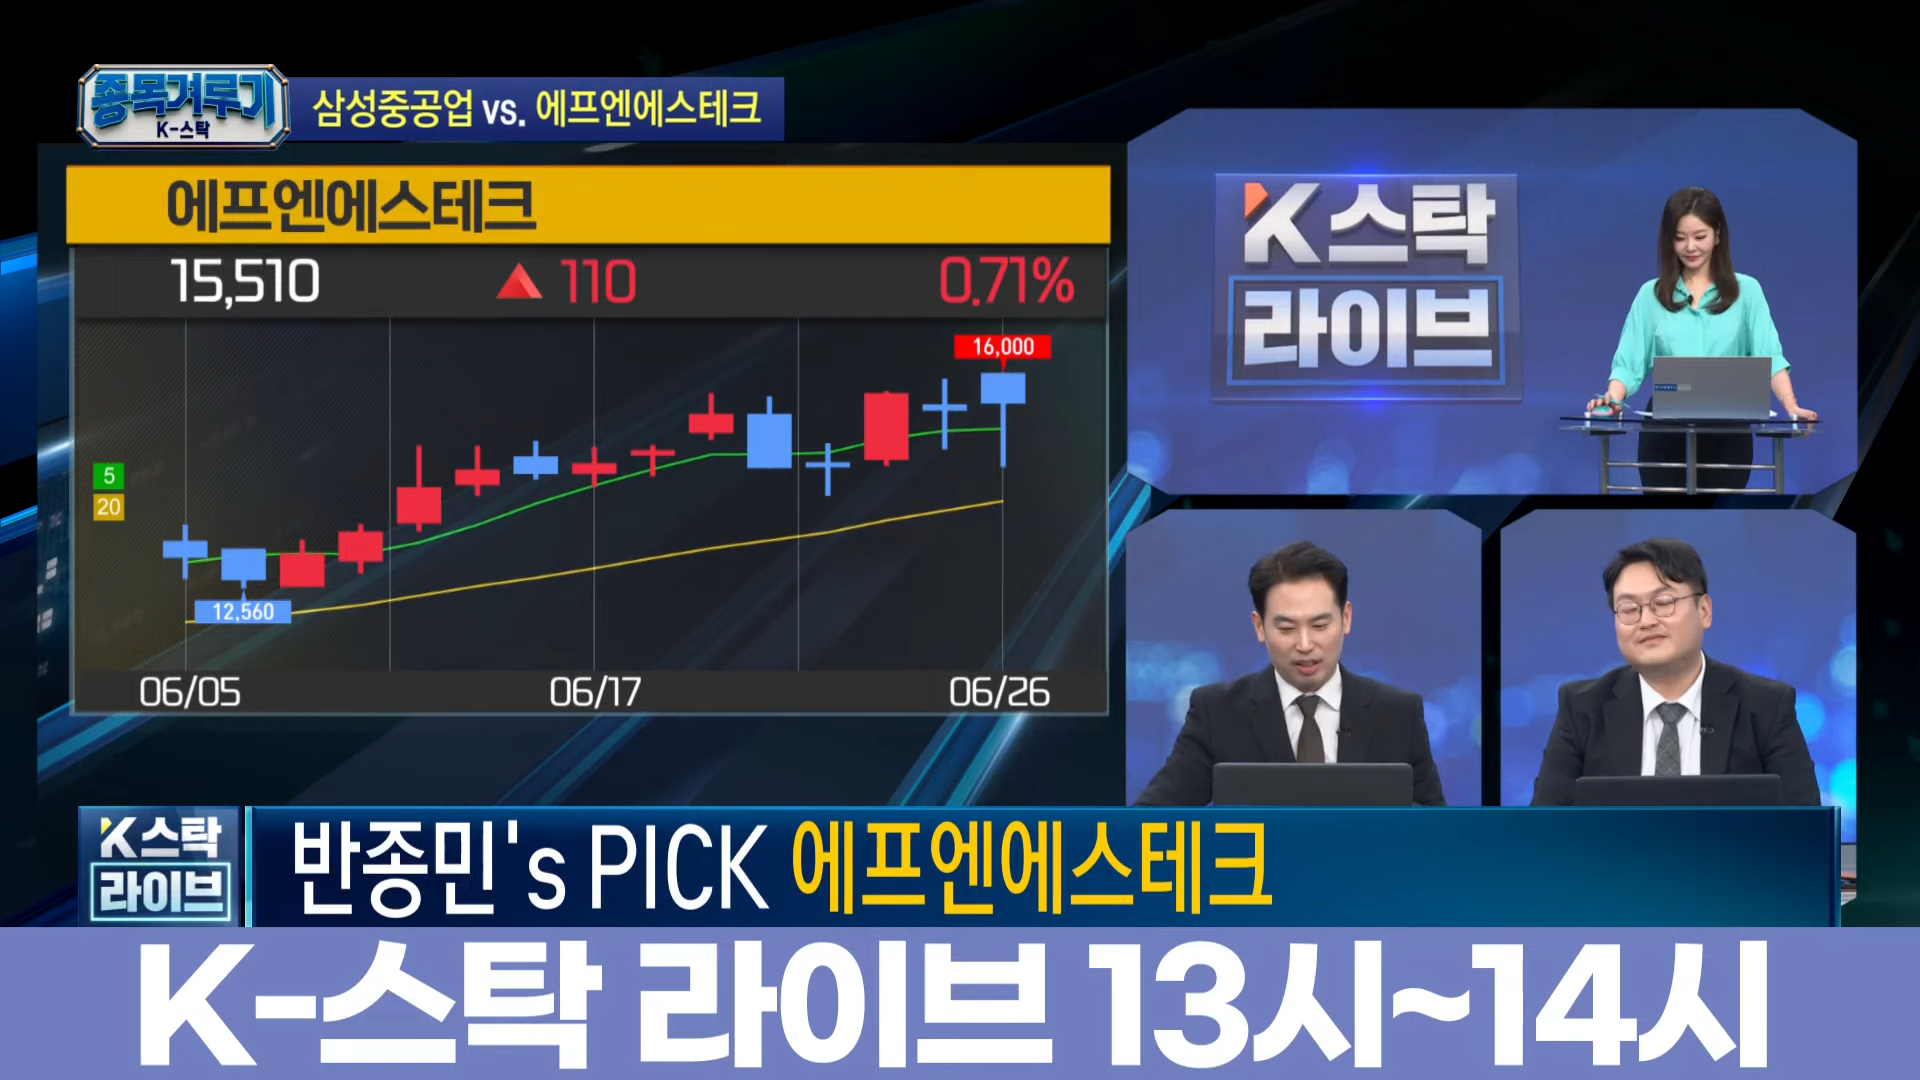 종목겨루기
K-스탁
삼성중공업 vs. 에프엔에스테크
에프엔에스테크
15,510 ▲ 110 0.71%
16,000
5
20
12,560
06/05 06/17 06/26
K스탁
라이브
K스탁
라이브
반종민's PICK 에프엔에스테크
K-스탁 라이브 13시~14시